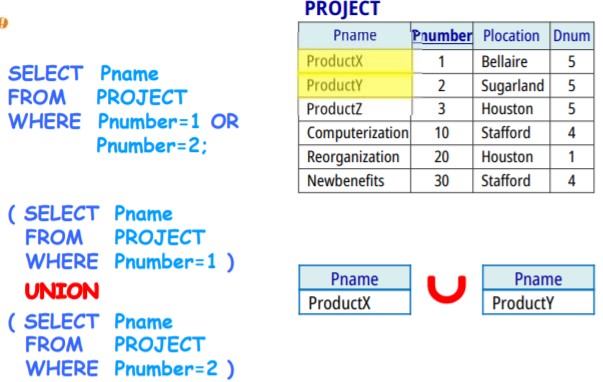 PROJECT
Pname Pnumber Plocation Dnum
ProductX 1 Bellaire 5
ProductY 2 Sugarland 5
ProductZ 3 Houston 5
Computerization 10 Stafford 4
Reorganization 20 Houston 1
Newbenefits 30 Stafford 4
SELECT Pname
FROM PROJECT
WHERE Pnumber=1 OR
Pnumber=2;
( SELECT Pname
FROM PROJECT
WHERE Pnumber=1 )
UNION
( SELECT Pname
FROM PROJECT
WHERE Pnumber=2 )
Pname
ProductX
Pname
ProductY